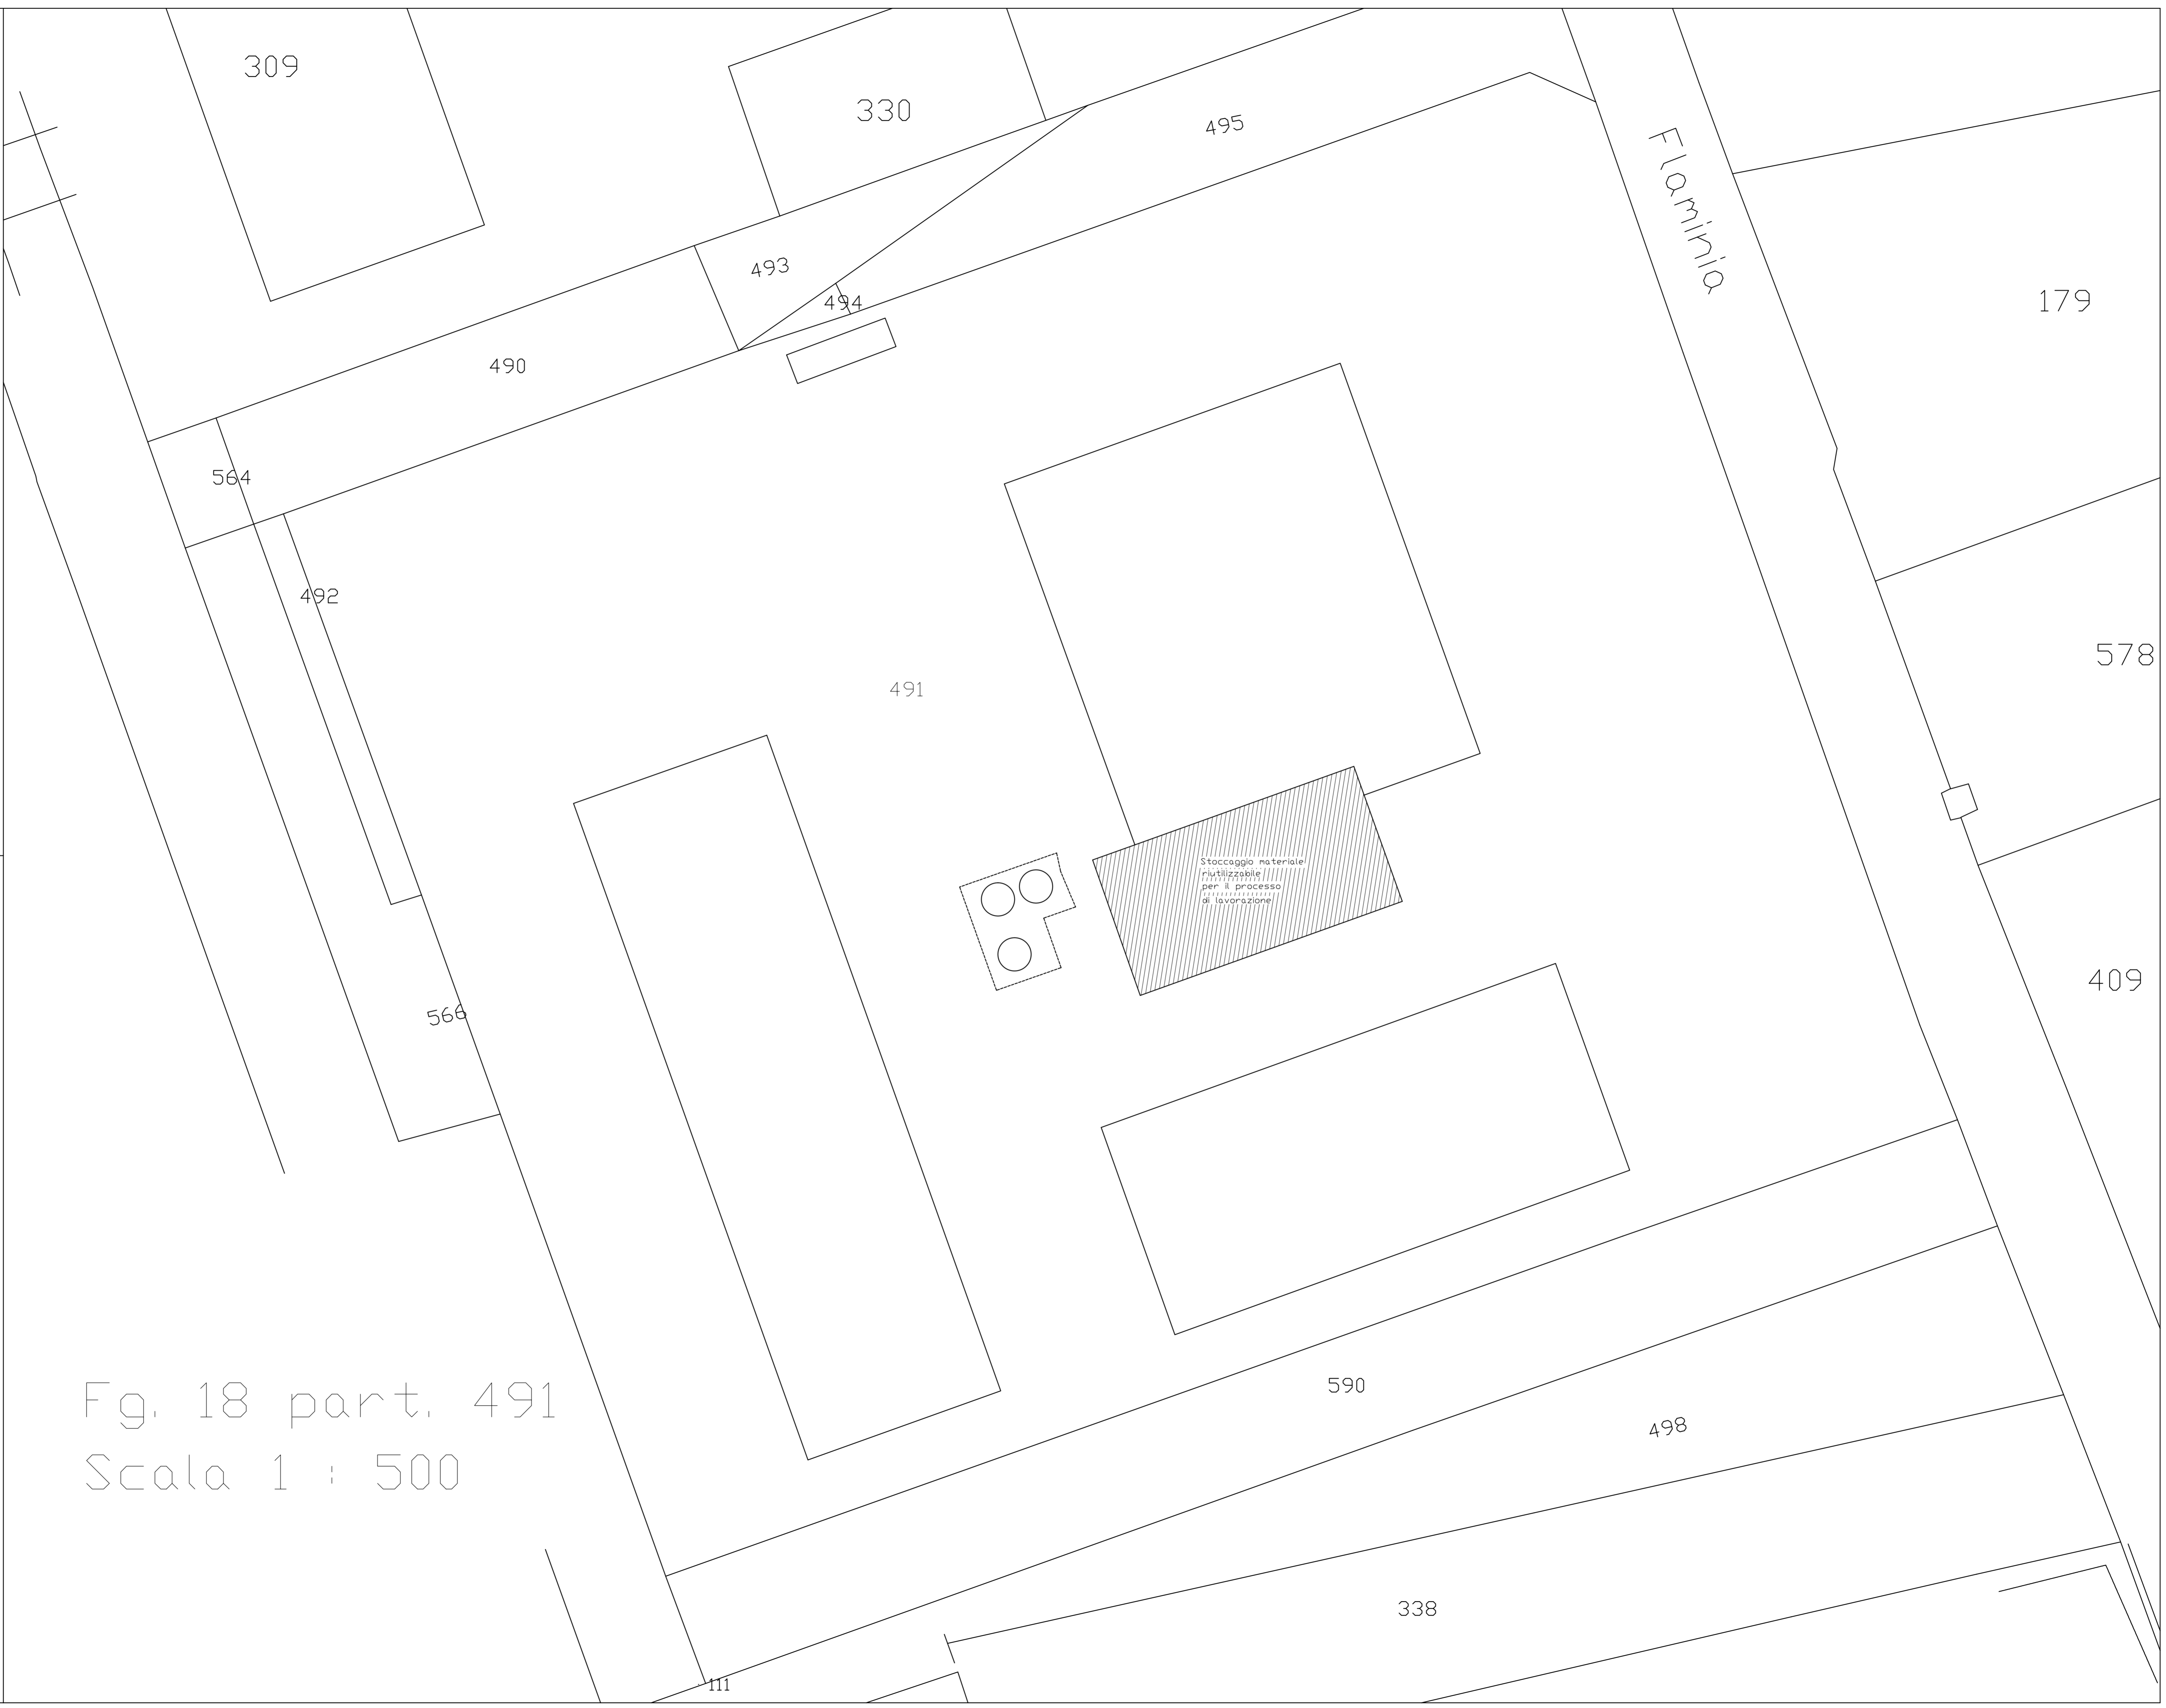 309
330
495
Flaminia
493
494
179
490
564
492
578
491
Stoccaggio materiale
riutilizzabile
per il processo
di lavorazione
409
566
590
Fg. 18 part. 491
498
Scala 1 : 500
338
111